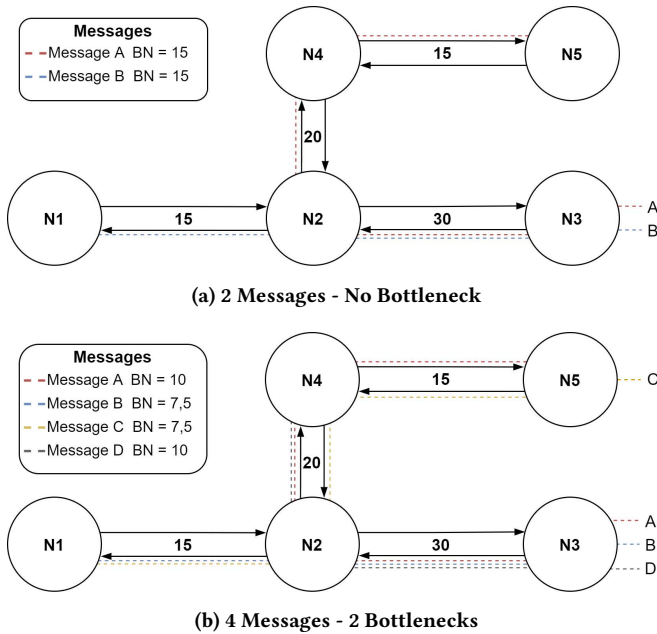 Messages
Message A BN = 15
Message B BN = 15
N4
15
N5
20
N1
15
N2
30
N3
A
B
(a) 2 Messages - No Bottleneck
Messages
Message A BN = 10
Message B BN = 7,5
Message C BN = 7,5
Message D BN = 10
N4
15
N5
C
20
N1
15
N2
30
N3
A
B
D
(b) 4 Messages - 2 Bottlenecks